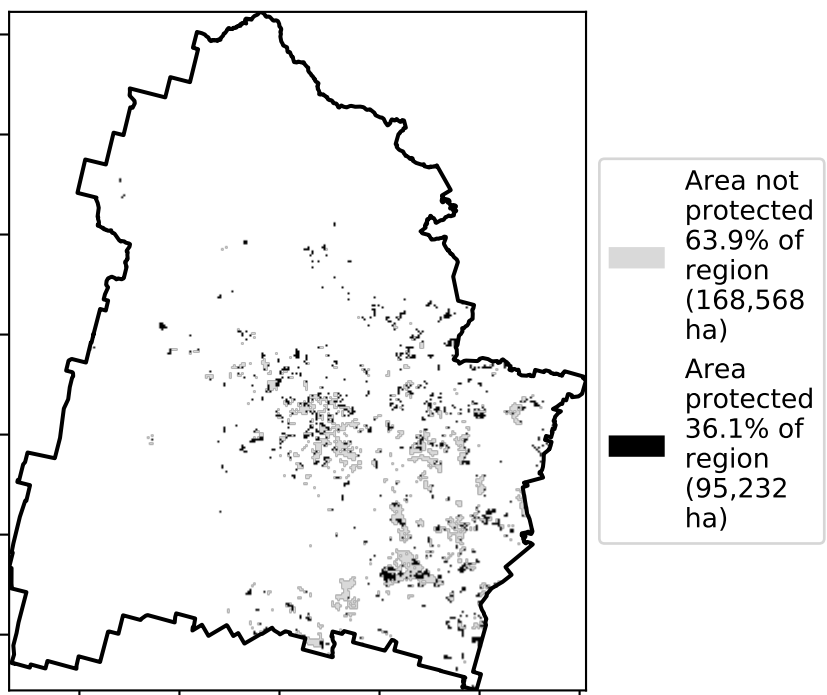 Area not
protected
63.9% of
region
(168,568
ha)
Area
protected
36.1% of
region
(95,232
ha)